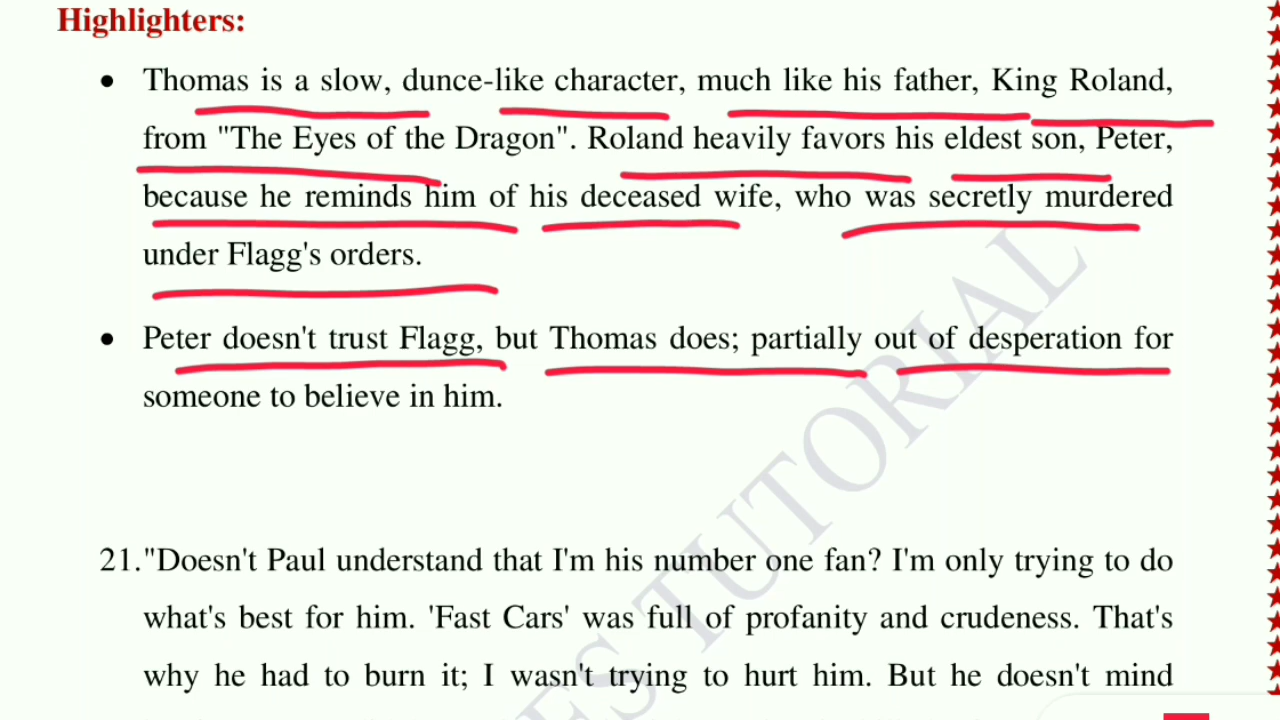 Highlighters:
• Thomas is a slow, dunce-like character, much like his father, King Roland,
from "The Eyes of the Dragon". Roland heavily favors his eldest son, Peter,
because he reminds him of his deceased wife, who was secretly murdered
under Flagg's orders.
• Peter doesn't trust Flagg, but Thomas does; partially out of desperation for
someone to believe in him.
21."Doesn't Paul understand that I'm his number one fan? I'm only trying to do
what's best for him. 'Fast Cars' was full of profanity and crudeness. That's
why he had to burn it; I wasn't trying to hurt him. But he doesn't mind
ES TUTORIAL